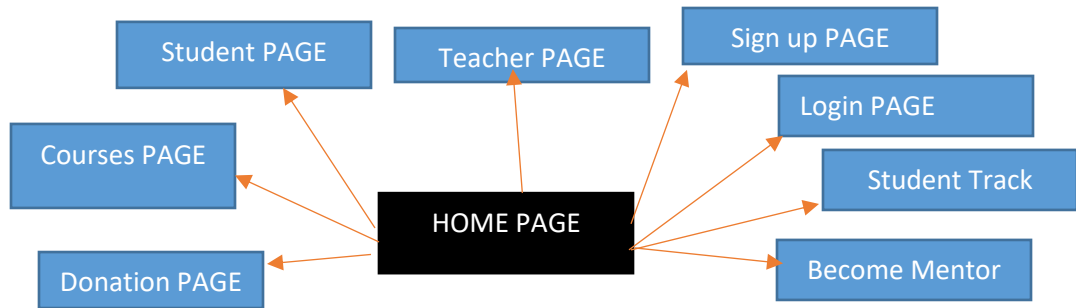 Student PAGE
Teacher PAGE
Sign up PAGE
Login PAGE
Courses PAGE
Student Track
HOME PAGE
Donation PAGE
Become Mentor